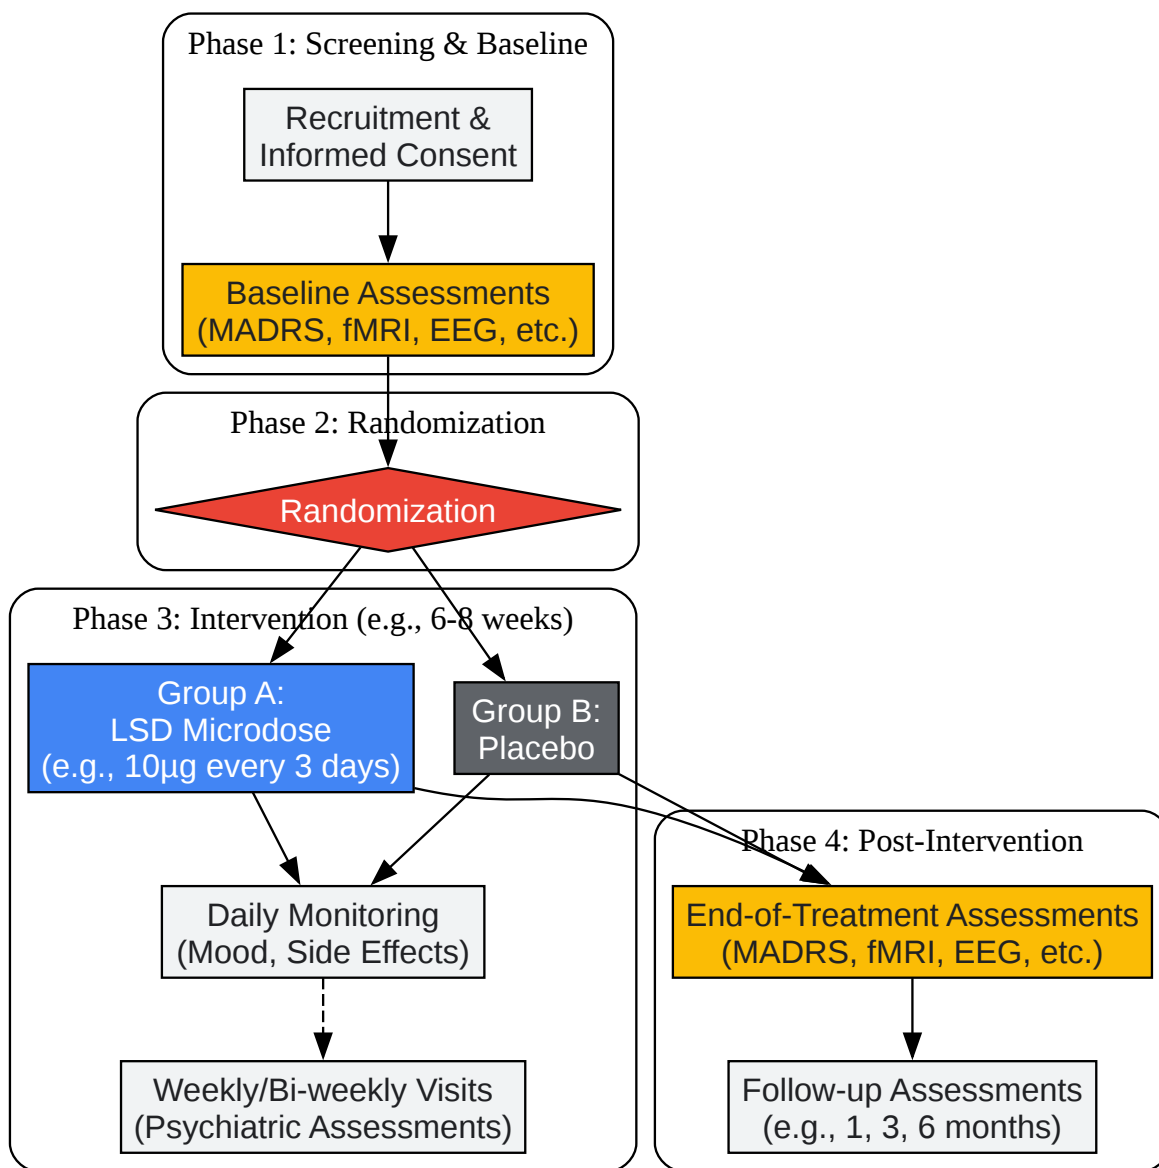 Phase 1: Screening & Baseline
Recruitment &
Informed Consent
Baseline Assessments
(MADRS, fMRI, EEG, etc.)
Phase 2: Randomization
Randomization
Phase 3: Intervention (e.g., 6-8 weeks)
Group A:
LSD Microdose
(e.g., 10µg every 3 days)
Group B:
Placebo
Daily Monitoring
(Mood, Side Effects)
Weekly/Bi-weekly Visits
(Psychiatric Assessments)
Phase 4: Post-Intervention
End-of-Treatment Assessments
(MADRS, fMRI, EEG, etc.)
Follow-up Assessments
(e.g., 1, 3, 6 months)